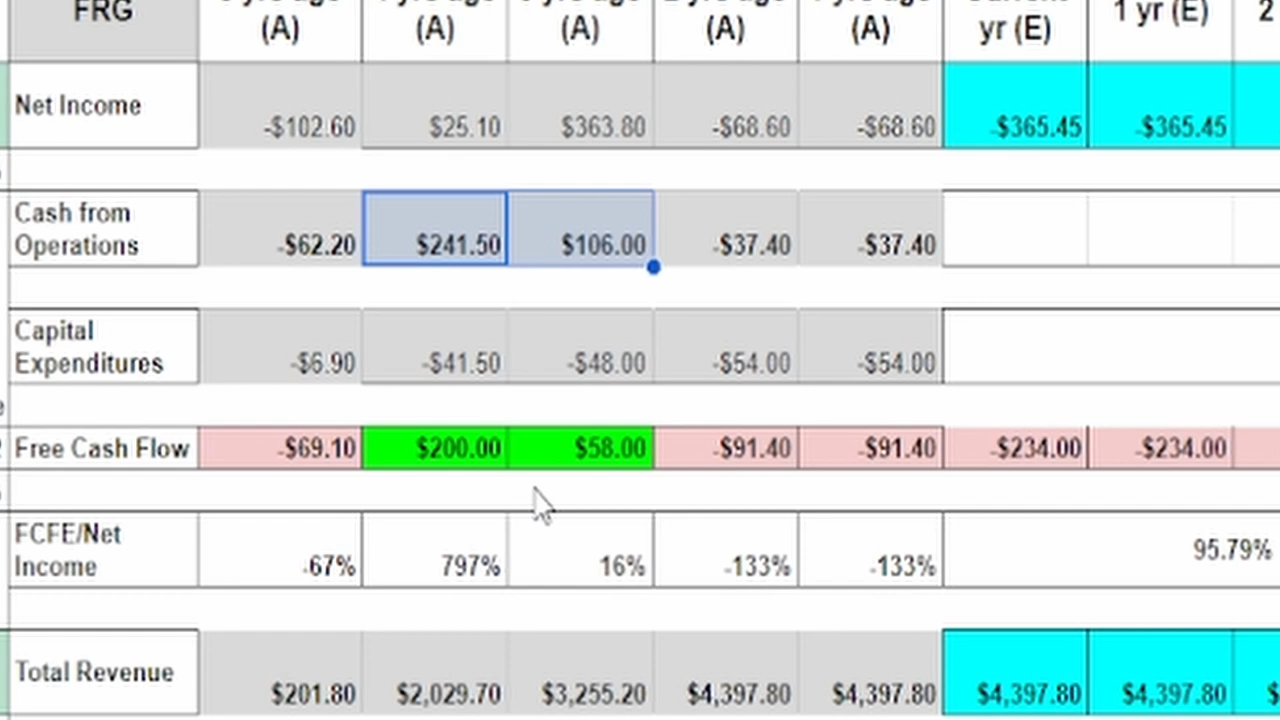 FRG
(A) (A) (A) (A) (A) yr (E) 1 yr (E) 2
Net Income -$102.60 $25.10 $363.80 -$68.60 -$68.60 -$365.45 -$365.45
Cash from
Operations -$62.20 $241.50 $106.00 -$37.40 -$37.40
Capital
Expenditures -$6.90 -$41.50 -$48.00 -$54.00 -$54.00
Free Cash Flow -$69.10 $200.00 $58.00 -$91.40 -$91.40 -$234.00 -$234.00
FCFE/Net
Income -67% 797% 16% -133% -133% 95.79%
Total Revenue $201.80 $2,029.70 $3,255.20 $4,397.80 $4,397.80 $4,397.80 $4,397.80 $